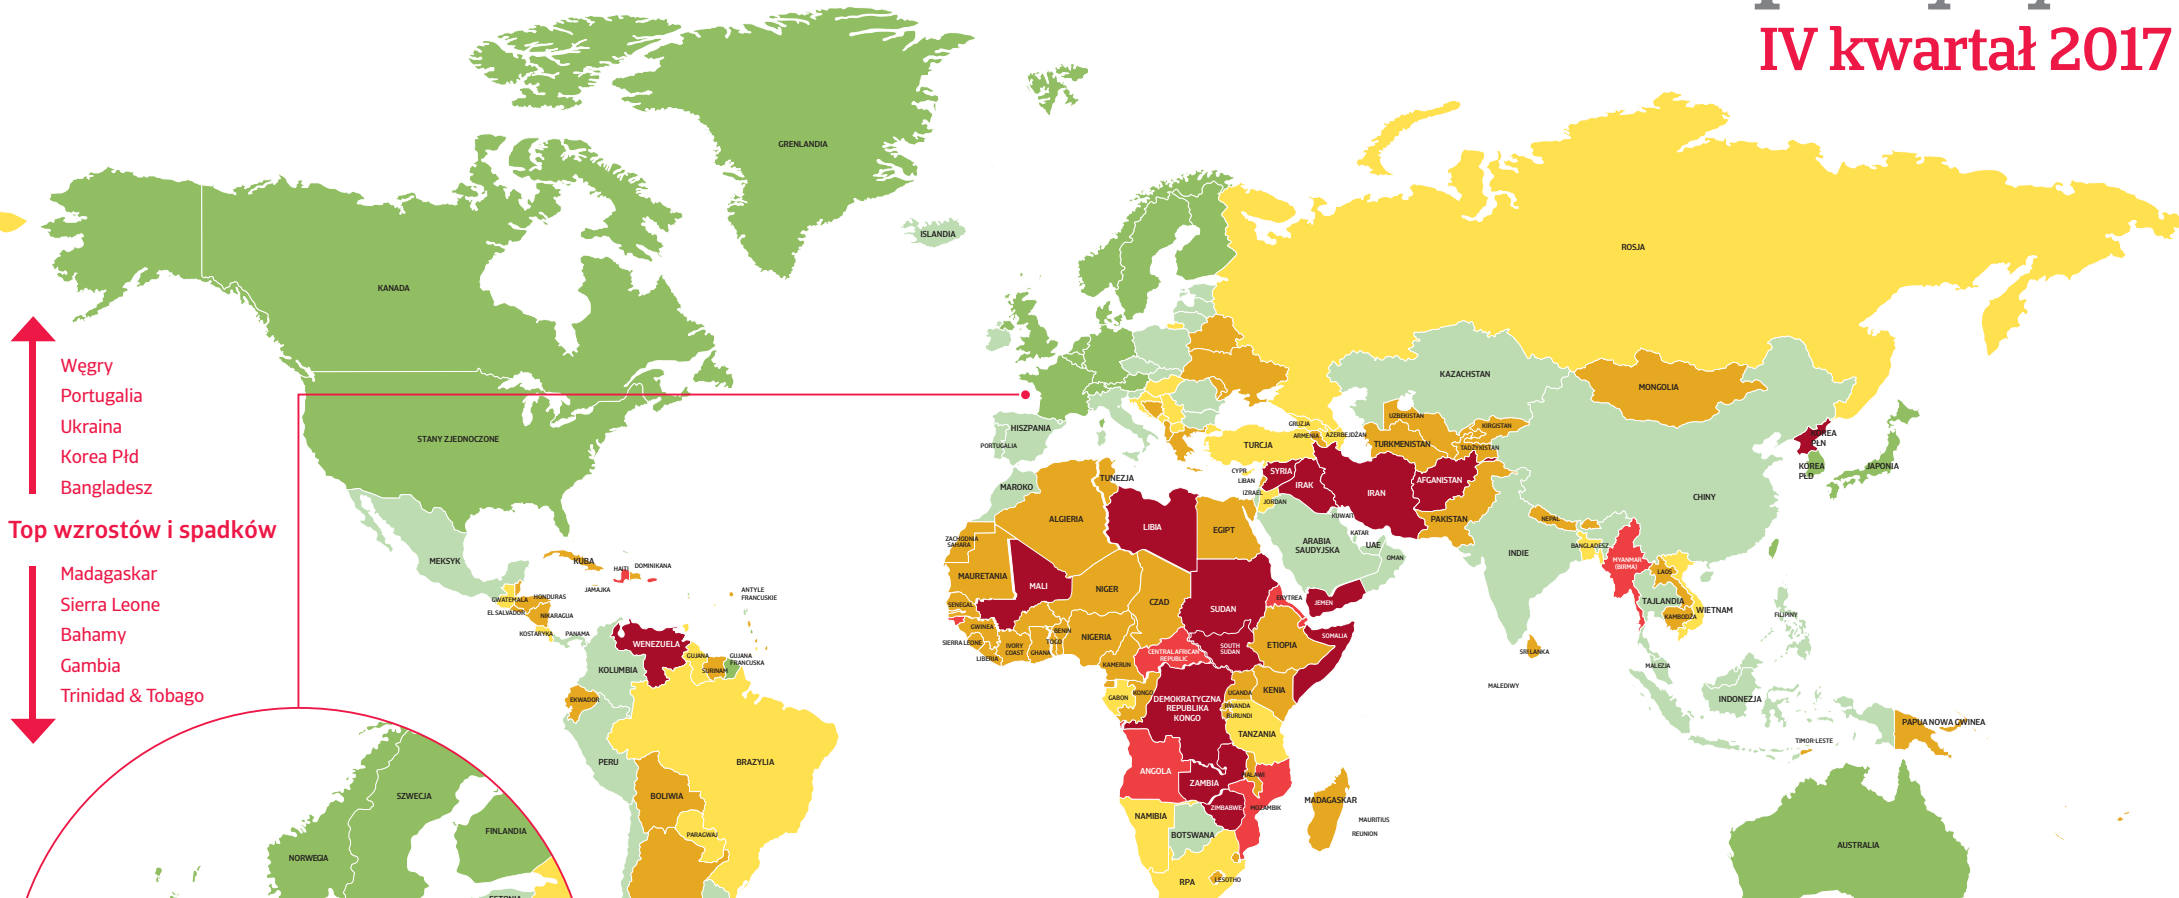 IV kwartał 2017
GRENLANDIA
ISLANDIA
ROSJA
KANADA
Węgry
Portugalia
Ukraina
Korea Płd
Bangladesz
Top wzrostów i spadków
Madagaskar
Sierra Leone
Bahamy
Gambia
Trinidad & Tobago
STANY ZJEDNOCZONE
MEKSYK
KUBA
HAITI
DOMINIKANA
JAMAJKA
ANTYLE
FRANCUSKIE
GWATEMALA
HONDURAS
EL SALVADOR
NIKARAGUA
KOSTARYKA
PANAMA
WENEZUELA
KOLUMBIA
GUJANA
SURINAM
GUJANA
FRANCUSKA
EKWADOR
PERU
BRAZYLIA
BOLIWIA
PARAGWAJ
HISZPANIA
PORTUGALIA
MAROKO
ALGIERIA
TUNEZJA
LIBIA
EGIPT
ZACHODNIA
SAHARA
MAURETANIA
MALI
NIGER
CZAD
SUDAN
ERYTREA
SENEGAL
GWINEA
SIERRA LEONE
LIBERIA
IVORY
COAST
GHANA
TOGO
BENIN
NIGERIA
KAMERUN
CENTRAL AFRICAN
REPUBLIC
SOUTH
SUDAN
ETIOPIA
SOMALIA
GABON
KONGO
DEMOKRATYCZNA
REPUBLIKA
KONGO
UGANDA
KENIA
RWANDA
BURUNDI
TANZANIA
ANGOLA
ZAMBIA
MALAWI
MOZAMBIK
ZIMBABWE
NAMIBIA
BOTSWANA
RPA
LESOTHO
MADAGASKAR
MAURITIUS
REUNION
TURCJA
GRUZJA
ARMENIA
AZERBEJDŻAN
CYPR
LIBAN
IZRAEL
JORDAN
SYRIA
IRAK
IRAN
KUWAIT
KATAR
UAE
OMAN
ARABIA
SAUDYJSKA
JEMEN
KAZACHSTAN
UZBEKISTAN
TURKMENISTAN
KIRGISTAN
TADŻYKISTAN
AFGANISTAN
PAKISTAN
MONGOLIA
CHINY
KOREA
PŁN
KOREA
PŁD
JAPONIA
NEPAL
INDIE
BANGLADESZ
MYANMAR
(BIRMA)
LAOS
TAJLANDIA
WIETNAM
KAMBODŻA
FILIPINY
SRI LANKA
MALEDIWY
MALEZJA
INDONEZJA
PAPUA NOWA GWINEA
TIMOR-LESTE
AUSTRALIA
SZWECJA
FINLANDIA
NORWEGIA